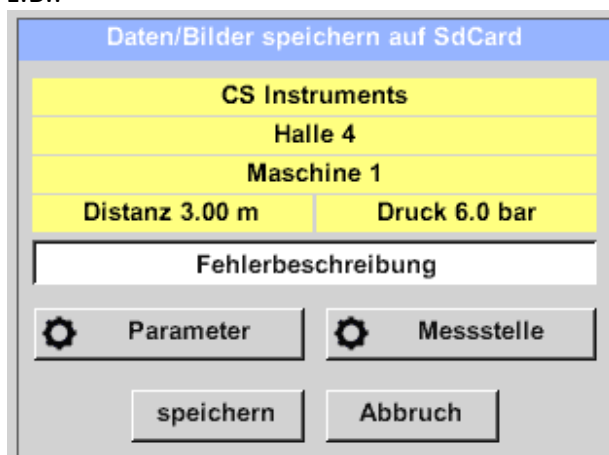 Daten/Bilder speichern auf SdCard
CS Instruments
Halle 4
Maschine 1
Distanz 3.00 m Druck 6.0 bar
Fehlerbeschreibung
Parameter Messstelle
speichern Abbruch